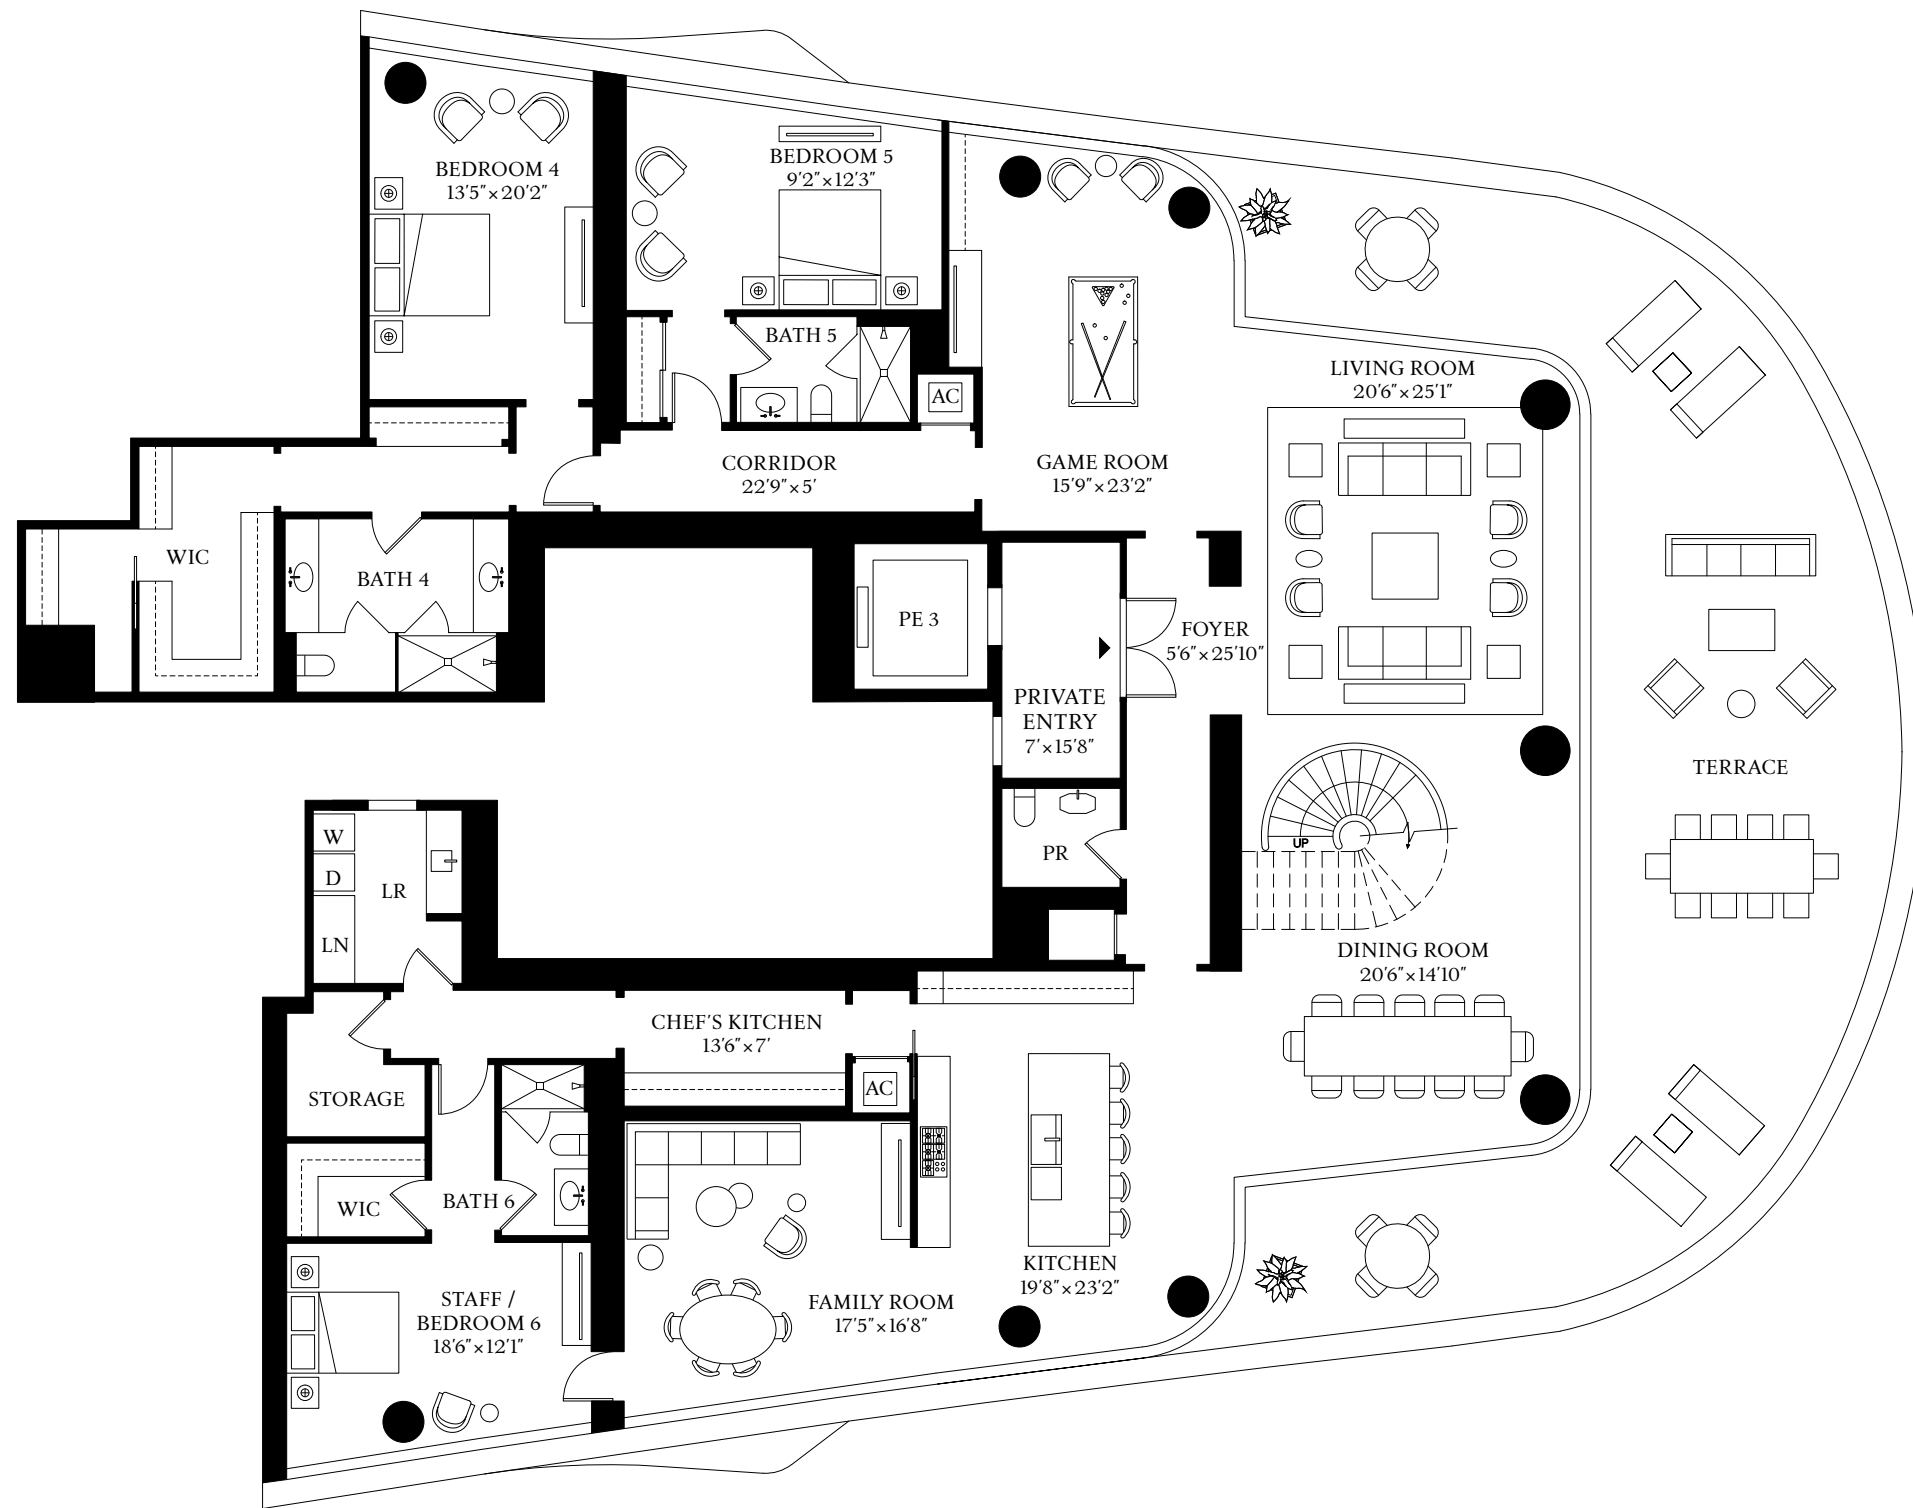 BEDROOM 4
13'5"×20'2"
BEDROOM 5
9'2"×12'3"
BATH 5
AC
LIVING ROOM
20'6"×25'1"
CORRIDOR
22'9"×5'
GAME ROOM
15'9"×23'2"
WIC
BATH 4
PE 3
FOYER
5'6"×25'10"
PRIVATE
ENTRY
7'×15'8"
TERRACE
W
D
LR
LN
PR
UP
DINING ROOM
20'6"×14'10"
CHEF'S KITCHEN
13'6"×7'
AC
STORAGE
WIC
BATH 6
KITCHEN
19'8"×23'2"
STAFF /
BEDROOM 6
18'6"×12'1"
FAMILY ROOM
17'5"×16'8"